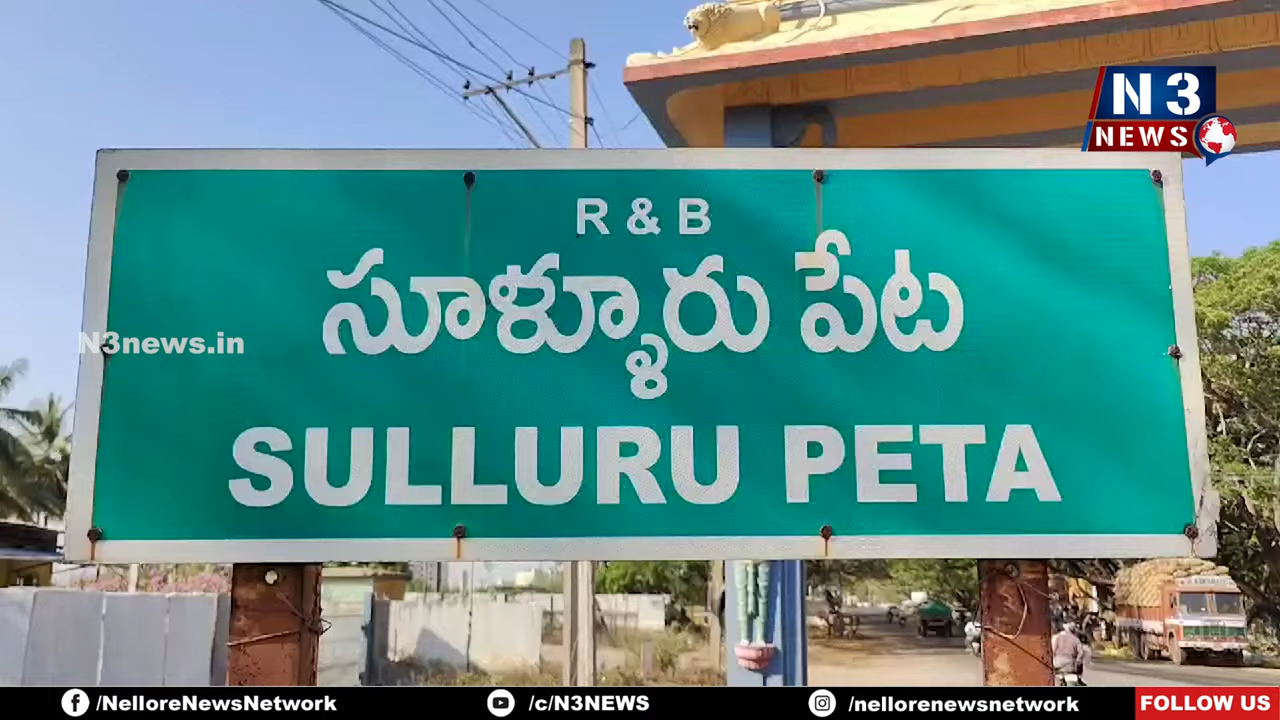 N3
NEWS
R & B
సూళ్ళూరు పేట
N3news.in
SULLURU PETA
/NelloreNewsNetwork
/c/N3NEWS
/nellorenewsnetwork
FOLLOW US